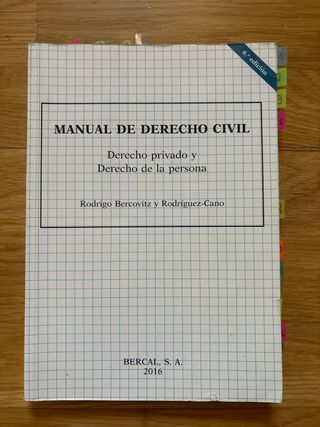 6.ª edición
MANUAL DE DERECHO CIVIL
Derecho privado y
Derecho de la persona
Rodrigo Bercovitz y Rodríguez-Cano
BERCAL, S. A.
2016